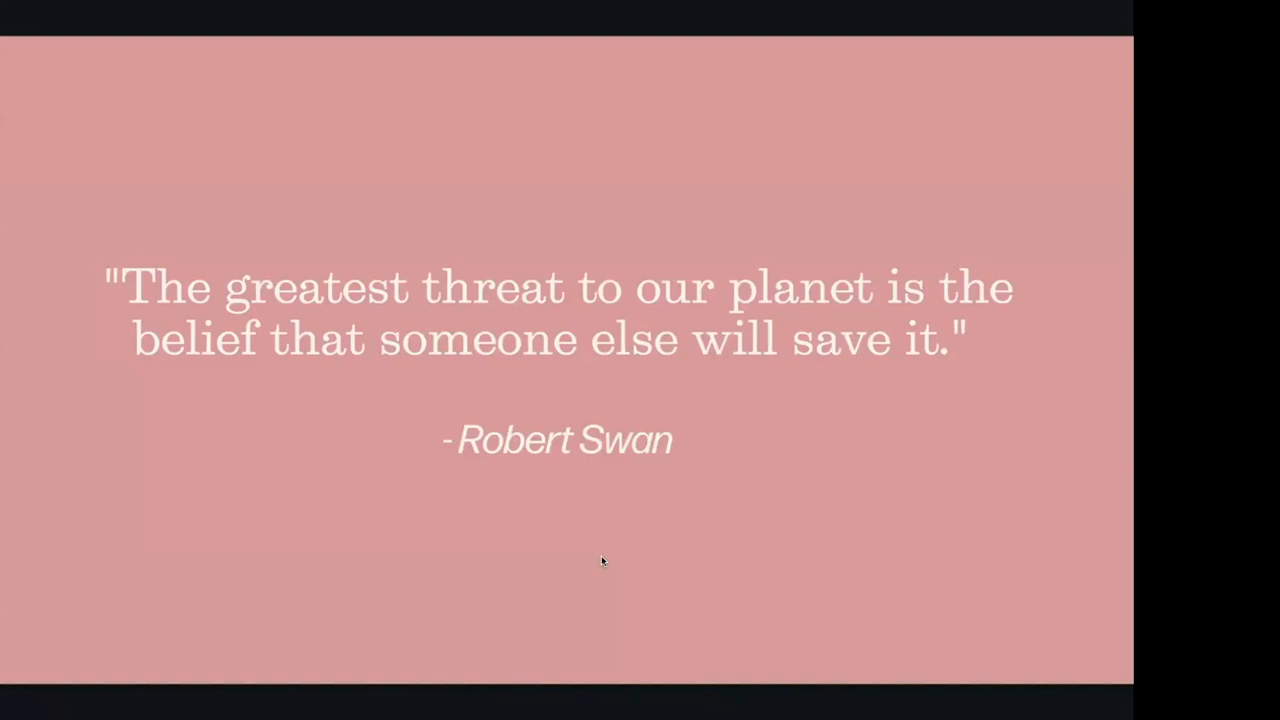 "The greatest threat to our planet is the
belief that someone else will save it."
- Robert Swan